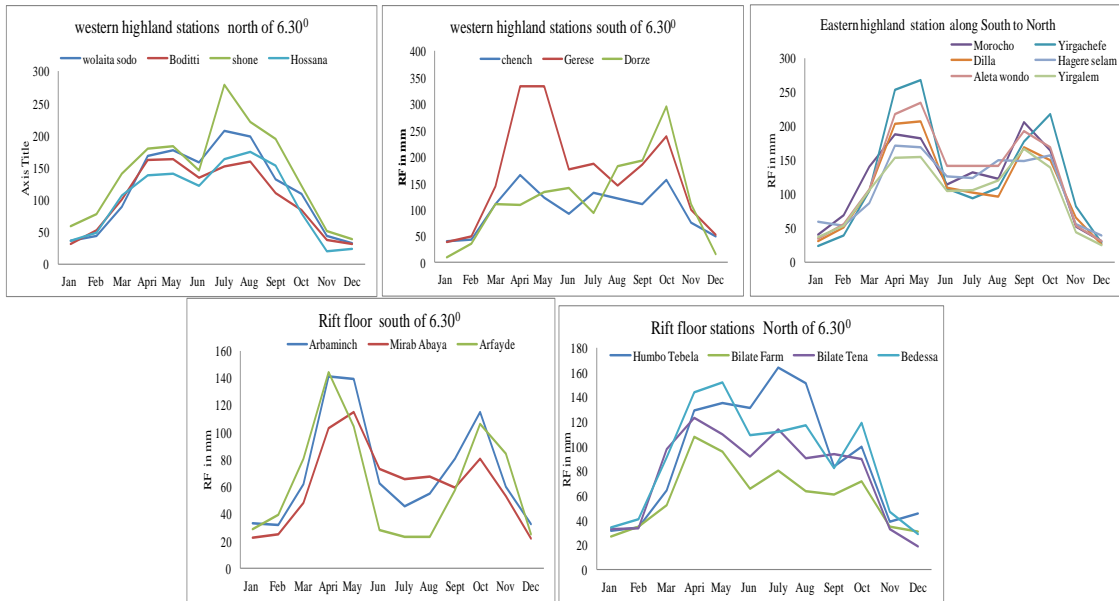 western highland stations north of 6.30⁰
wolaita sodo Boditti shone Hossana
Axis Title
300
250
200
150
100
50
0
Jan Feb Mar Apri May Jun July Aug Sept Oct Nov Dec
western highland stations south of 6.30⁰
chench Gerese Dorze
RF in mm
400
350
300
250
200
150
100
50
0
Jan Feb Mar Apri May Jun July Aug Sept Oct Nov Dec
Eastern highland station along South to North
Morocho Yirgachefe
Dilla Hagere selam
Aleta wondo Yirgalem
RF in mm
300
250
200
150
100
50
0
Jan Feb Mar Apri May Jun July Aug Sept Oct Nov Dec
Rift floor south of 6.30⁰
Arbaminch Mirab Abaya Arfayde
RF in mm
160
140
120
100
80
60
40
20
0
Jan Feb Mar Apri May Jun July Aug Sept Oct Nov Dec
Rift floor stations North of 6.30⁰
Humbo Tebela Bilate Farm Bilate Tena Bedessa
RF in mm
180
160
140
120
100
80
60
40
20
0
Jan Feb Mar Apri May Jun July Aug Sept Oct Nov Dec